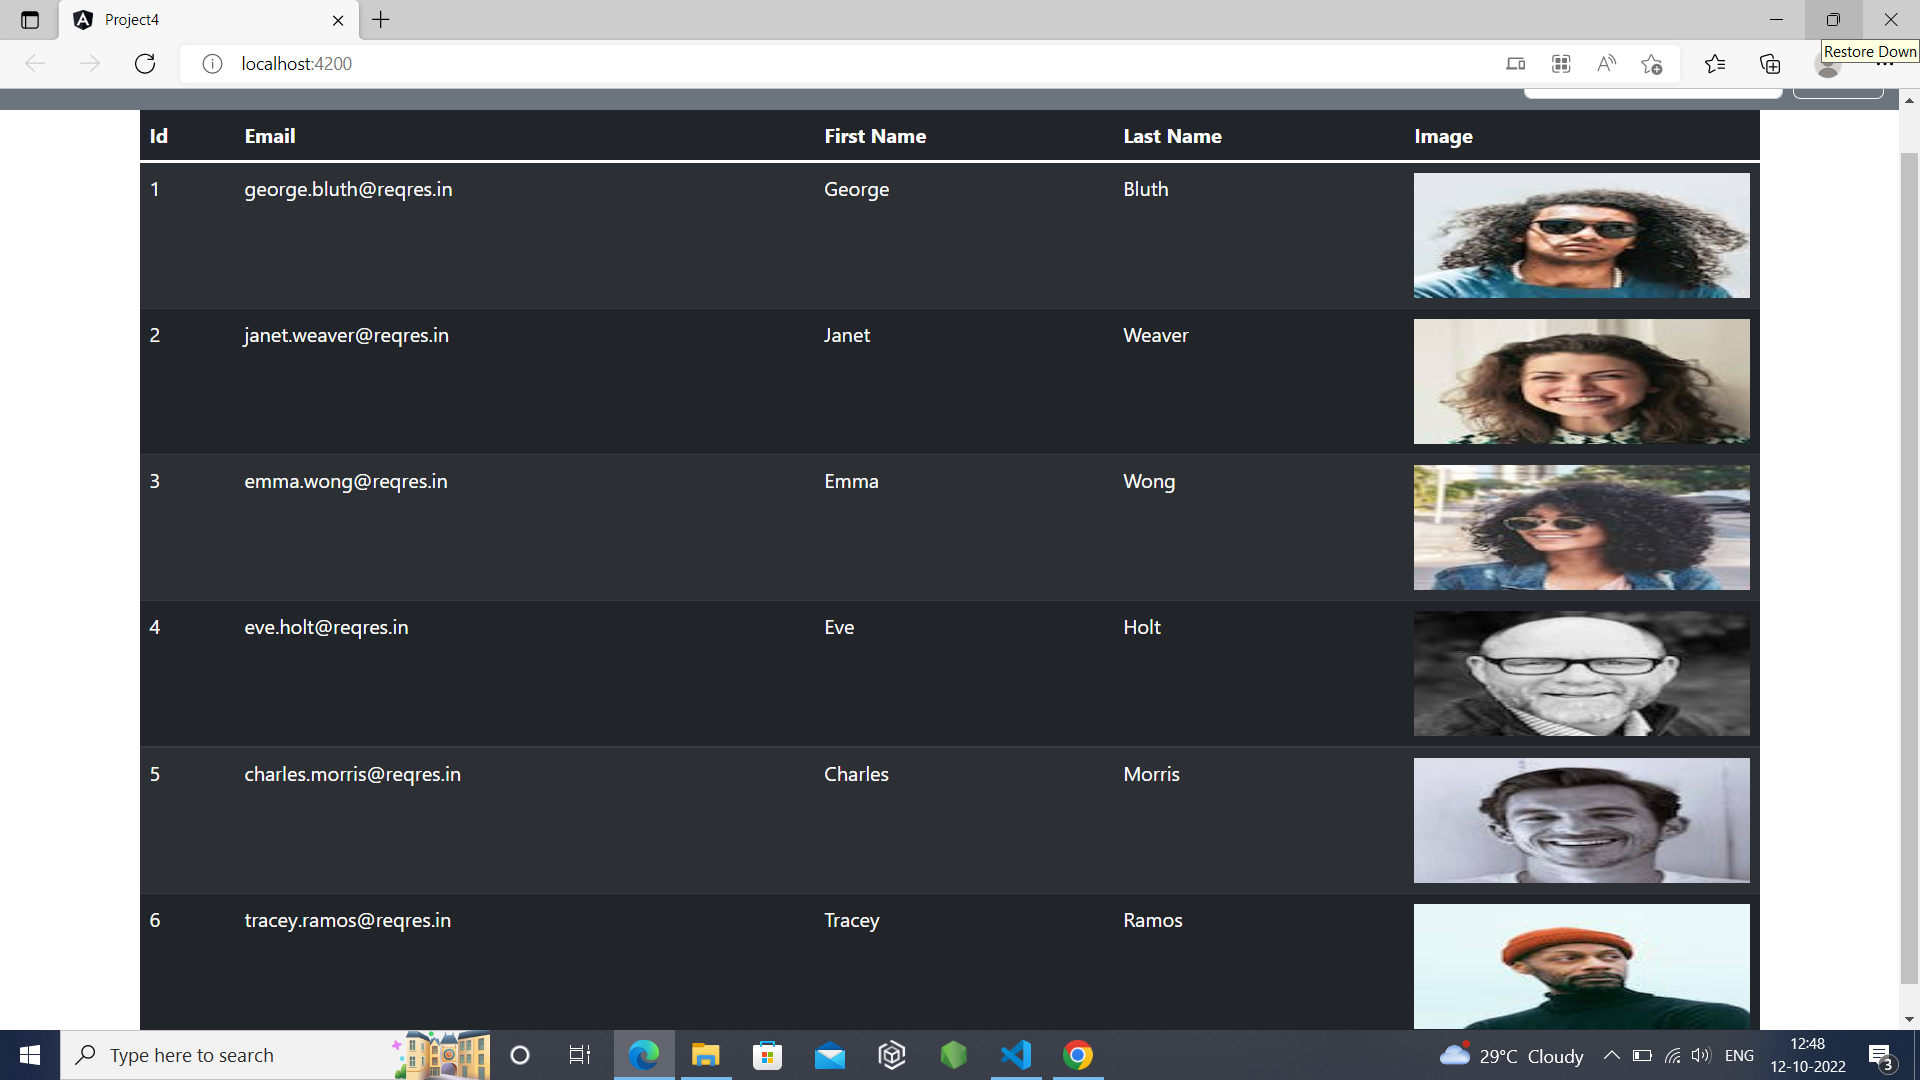 Project4
localhost:4200
Restore Down
Id Email First Name Last Name Image
1 george.bluth@reqres.in George Bluth
2 janet.weaver@reqres.in Janet Weaver
3 emma.wong@reqres.in Emma Wong
4 eve.holt@reqres.in Eve Holt
5 charles.morris@reqres.in Charles Morris
6 tracey.ramos@reqres.in Tracey Ramos
Type here to search
29°C Cloudy
ENG
12:48
12-10-2022
3